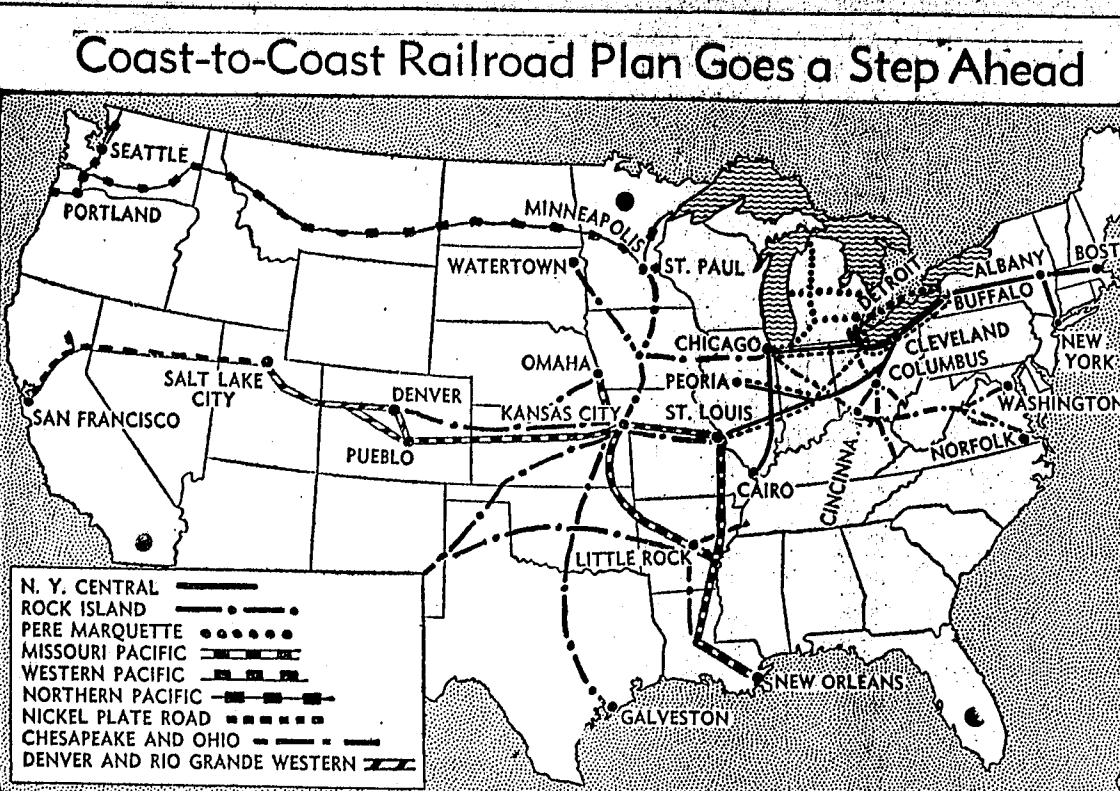 Coast-to-Coast Railroad Plan Goes a Step Ahead
SEATTLE
PORTLAND
MINNEAPOLIS
WATERTOWN
ST. PAUL
DETROIT
ALBANY
BOST
BUFFALO
CHICAGO
CLEVELAND
NEW
YORK
OMAHA
COLUMBUS
SALT LAKE
CITY
PEORIA
DENVER
WASHINGTON
SAN FRANCISCO
KANSAS CITY
ST. LOUIS
NORFOLK
PUEBLO
CAIRO
CINCINNA
LITTLE ROCK
NEW ORLEANS
GALVESTON
N. Y. CENTRAL
ROCK ISLAND
PERE MARQUETTE
MISSOURI PACIFIC
WESTERN PACIFIC
NORTHERN PACIFIC
NICKEL PLATE ROAD
CHESAPEAKE AND OHIO
DENVER AND RIO GRANDE WESTERN